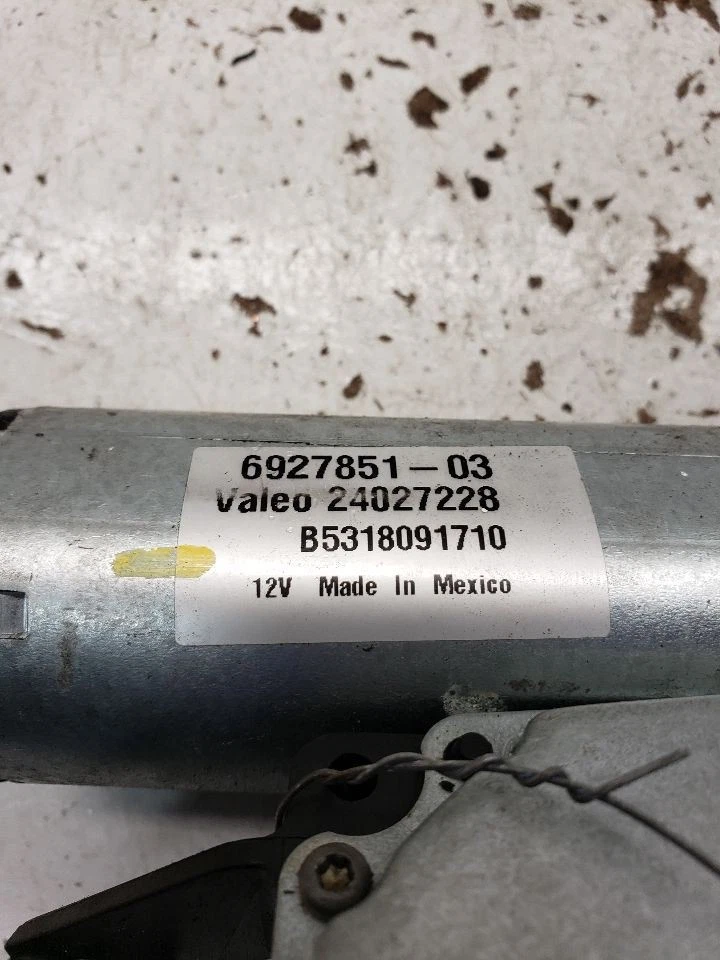 6927851-03
Valeo 24027228
B5318091710
12V Made In Mexico